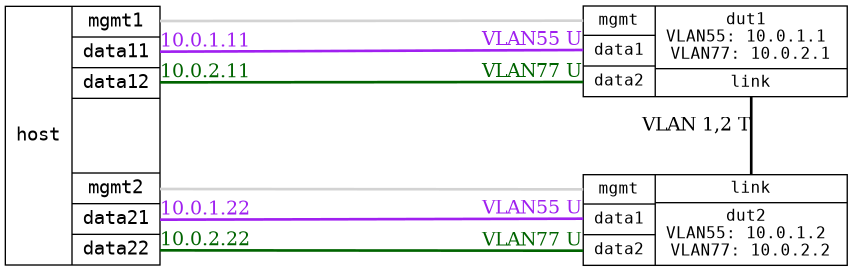 host
mgmt1
data11
data12
mgmt2
data21
data22
10.0.1.11
VLAN55 U
10.0.2.11
VLAN77 U
mgmt
data1
data2
dut1
VLAN55: 10.0.1.1
VLAN77: 10.0.2.1
link
VLAN 1,2 T
10.0.1.22
VLAN55 U
10.0.2.22
VLAN77 U
mgmt
data1
data2
link
dut2
VLAN55: 10.0.1.2
VLAN77: 10.0.2.2